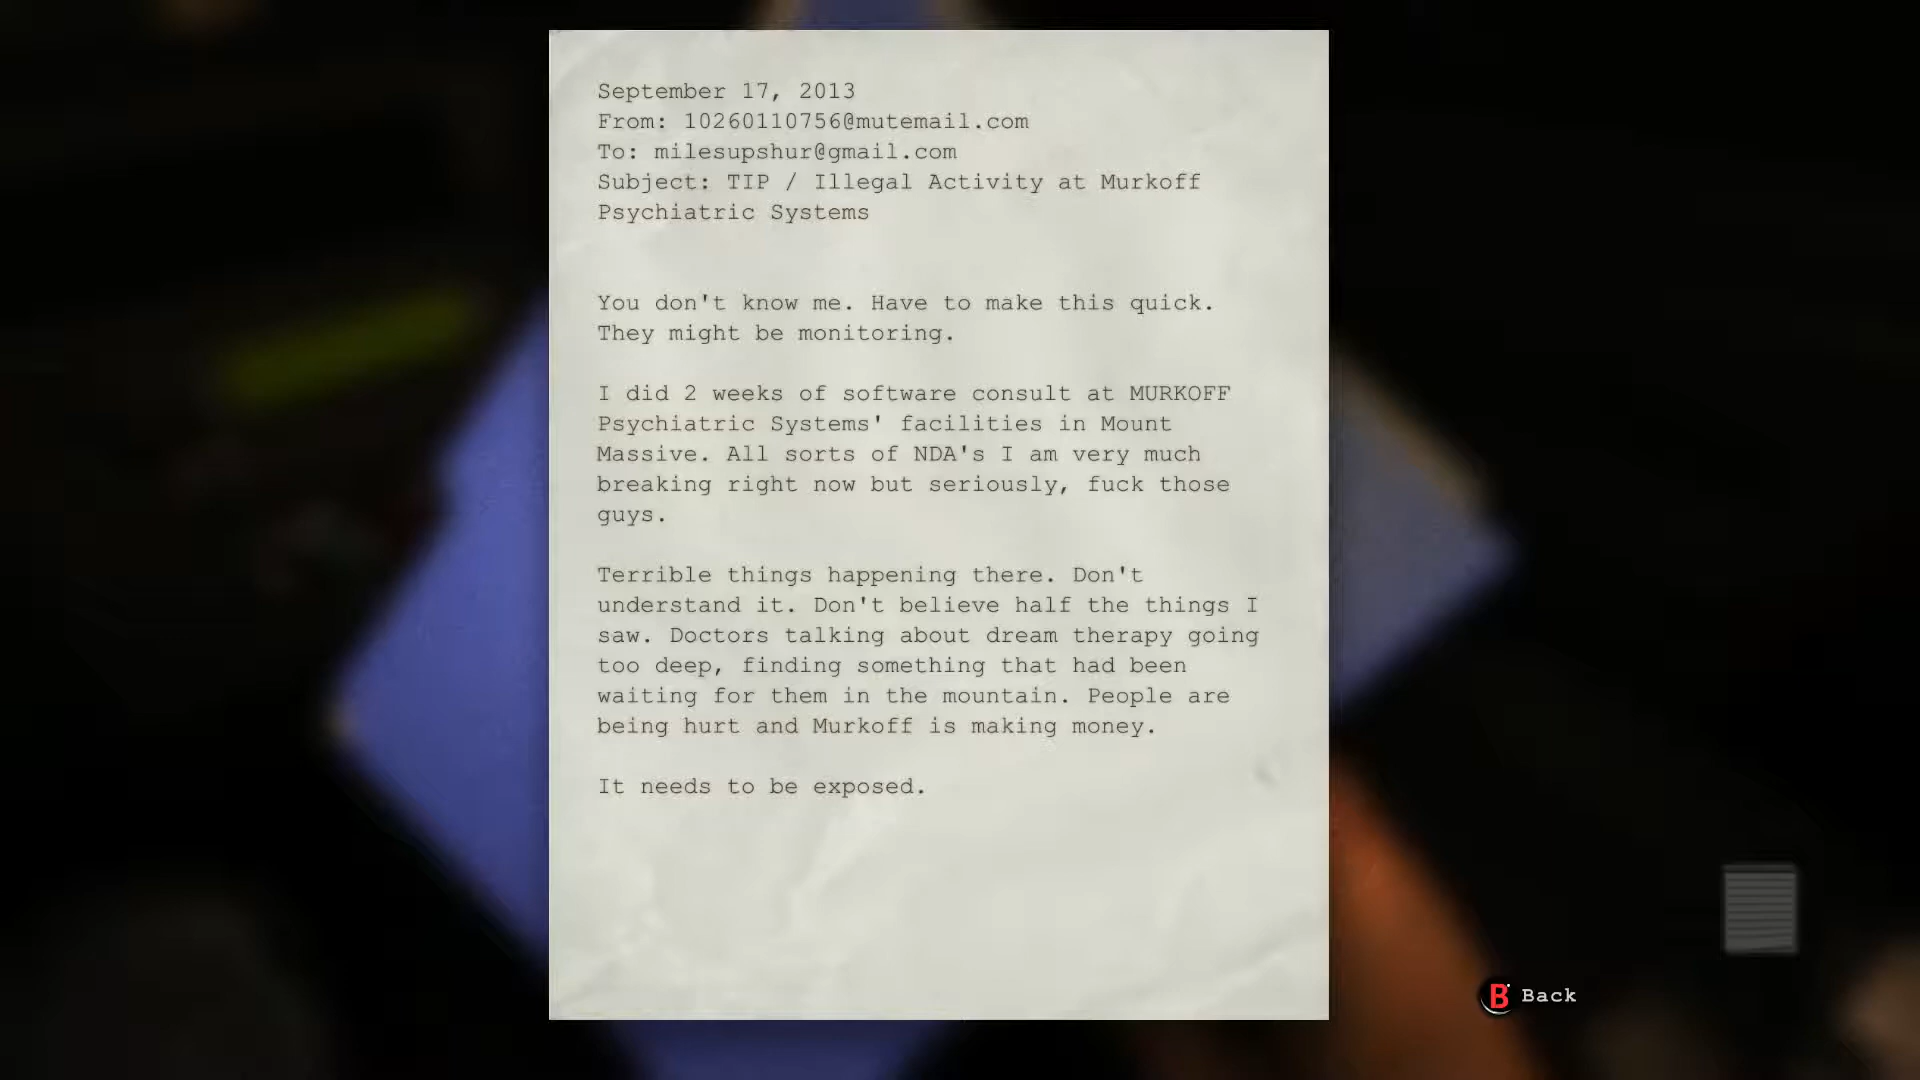 September 17, 2013
From: 10260110756@mutemail.com
To: milesupshur@gmail.com
Subject: TIP / Illegal Activity at Murkoff
Psychiatric Systems
You don't know me. Have to make this quick.
They might be monitoring.
I did 2 weeks of software consult at MURKOFF
Psychiatric Systems' facilities in Mount
Massive. All sorts of NDA's I am very much
breaking right now but seriously, fuck those
guys.
Terrible things happening there. Don't
understand it. Don't believe half the things I
saw. Doctors talking about dream therapy going
too deep, finding something that had been
waiting for them in the mountain. People are
being hurt and Murkoff is making money.
It needs to be exposed.
B Back